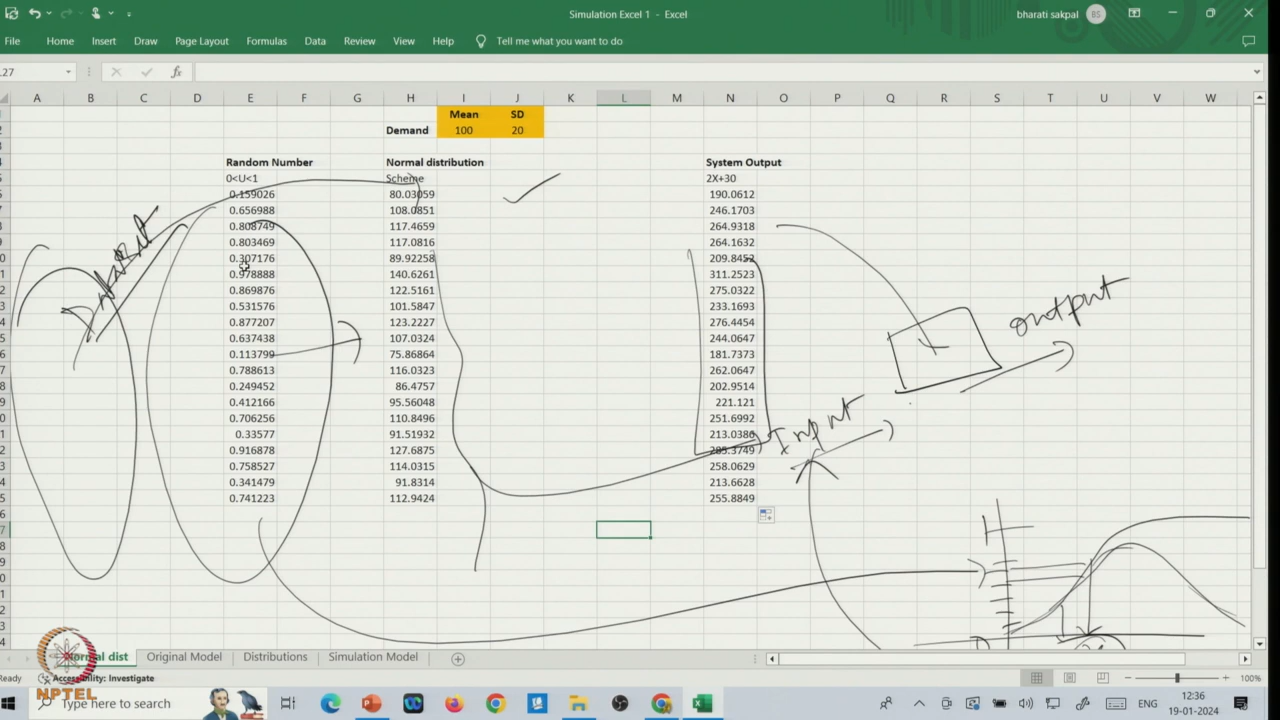 Simulation Excel 1 - Excel
bharati sakpal BS
File Home Insert Draw Page Layout Formulas Data Review View Help Tell me what you want to do
L27 fx
A B C D E F G H I J K L M N O P Q R S T U V W
Mean SD
Demand 100 20
Random Number Normal distribution System Output
0<U<1 Scheme 2X+30
0.159026 80.03059 190.0612
0.656988 108.0851 246.1703
0.808749 117.4659 264.9318
0.803469 117.0816 264.1632
0.307176 89.92258 209.8452
0.978888 140.6261 311.2523
0.869876 122.5161 275.0322
0.531576 101.5847 233.1693
0.877207 123.2227 276.4454
0.637438 107.0324 244.0647
0.113799 75.86864 181.7373
0.788613 116.0323 262.0647
0.249452 86.4757 202.9514
0.412166 95.56048 221.121
0.706256 110.8496 251.6992
0.33577 91.51932 213.0386
0.916878 127.6875 285.3749
0.758527 114.0315 258.0629
0.341479 91.8314 213.6628
0.741223 112.9424 255.8849
output
Input
Normal dist Original Model Distributions Simulation Model
Ready Accessibility: Investigate 100%
NPTEL
Type here to search
ENG
12:36
19-01-2024